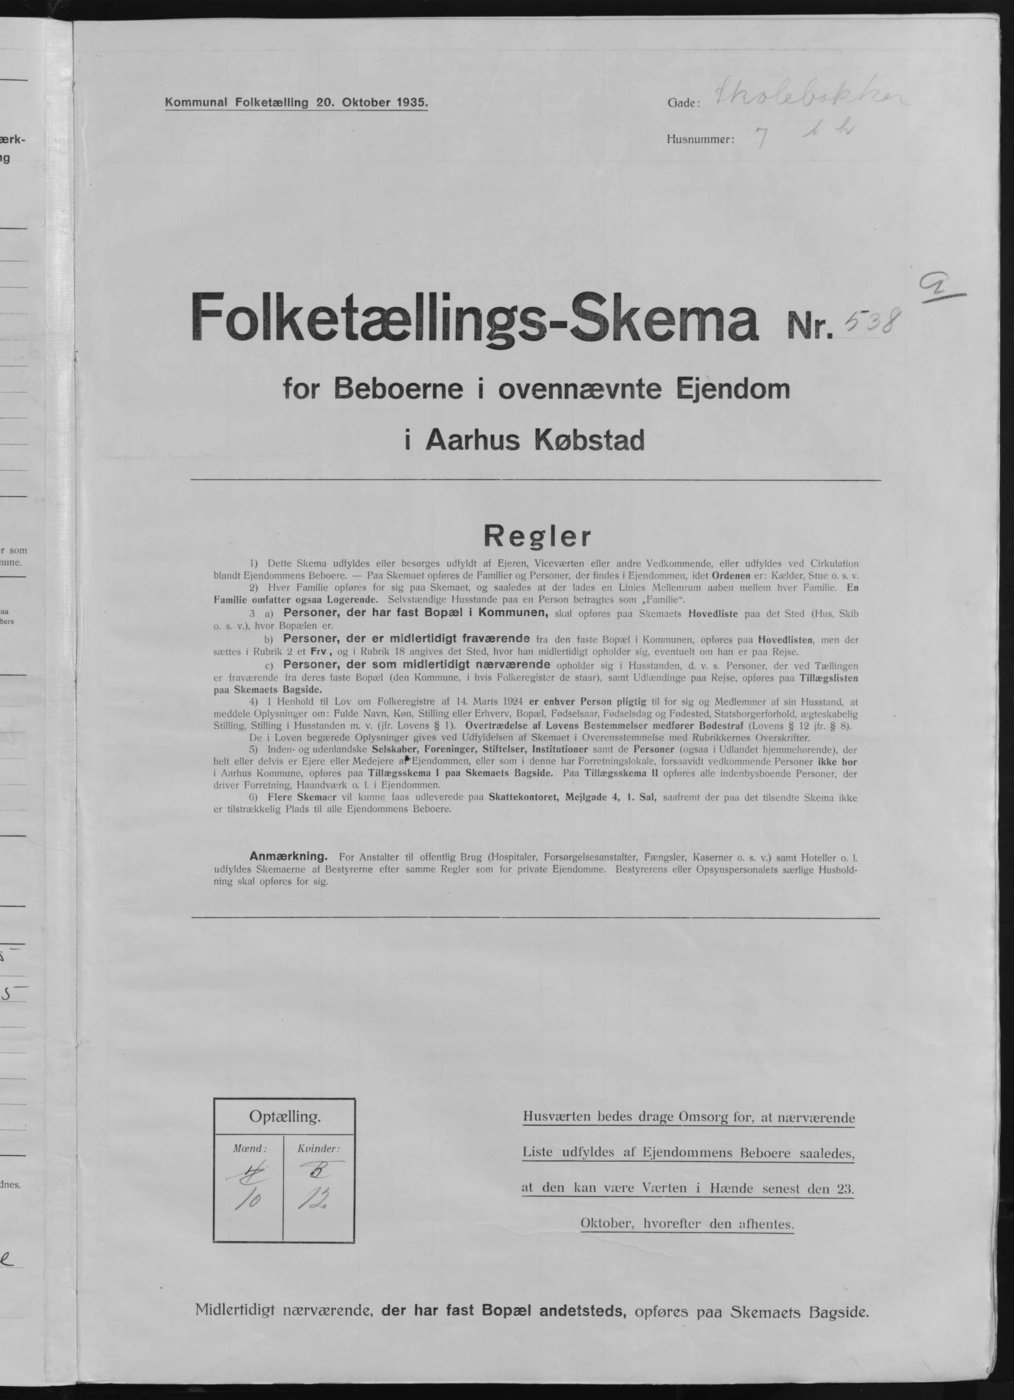 Kommunal Folketælling 20. Oktober 1935.
Gade: Skolebakken
Husnummer: 7
Folketællings-Skema Nr. 538
a
for Beboerne i ovennævnte Ejendom
i Aarhus Købstad
Regler
1) Dette Skema udfyldes eller besørges udfyldt af Ejeren, Viceværten eller andre Vedkommende, eller udfyldes ved Cirkulation
blandt Ejendommens Beboere. — Paa Skemaet opføres de Familier og Personer, der findes i Ejendommen, idet Ordenen er: Kælder, Stue o. s. v.
2) Hver Familie opføres for sig paa Skemaet, og saaledes at der lades en Linies Mellemrum aaben mellem hver Familie. En
Familie omfatter ogsaa Logerende. Selvstændige Husstande paa en Person betragtes som „Familie".
3 a) Personer, der har fast Bopæl i Kommunen, skal opføres paa Skemaets Hovedliste paa det Sted (Hus, Skib
o. s. v.), hvor Bopælen er.
b) Personer, der er midlertidigt fraværende fra den faste Bopæl i Kommunen, opføres paa Hovedlisten, men der
sættes i Rubrik 2 et Frv, og i Rubrik 18 angives det Sted, hvor han midlertidigt opholder sig, eventuelt om han er paa Rejse.
c) Personer, der som midlertidigt nærværende opholder sig i Husstanden, d. v. s. Personer, der ved Tællingen
er fraværende fra deres faste Bopæl (den Kommune, i hvis Folkeregister de staar), samt Udlændinge paa Rejse, opføres paa Tillægslisten
paa Skemaets Bagside.
4) I Henhold til Lov om Folkeregistre af 14. Marts 1924 er enhver Person pligtig til for sig og Medlemmer af sin Husstand, at
meddele Oplysninger om: Fulde Navn, Køn, Stilling eller Erhverv, Bopæl, Fødselsaar, Fødselsdag og Fødested, Statsborgerforhold, ægteskabelig
Stilling, Stilling i Husstanden m. v. (jfr. Lovens § 1). Overtrædelse af Lovens Bestemmelser medfører Bødestraf (Lovens § 12 jfr. § 8).
De i Loven begærede Oplysninger gives ved Udfyldelsen af Skemaet i Overensstemmelse med Rubrikkernes Overskrifter.
5) Inden- og udenlandske Selskaber, Foreninger, Stiftelser, Institutioner samt de Personer (ogsaa i Udlandet hjemmehørende), der
helt eller delvis er Ejere eller Medejere af Ejendommen, eller som i denne har Forretningslokale, forsaavidt vedkommende Personer ikke bor
i Aarhus Kommune, opføres paa Tillægsskema I paa Skemaets Bagside. Paa Tillægsskema II opføres alle indenbysboende Personer, der
driver Forretning, Haandværk o. l. i Ejendommen.
6) Flere Skemaer vil kunne faas udleverede paa Skattekontoret, Mejlgade 4, 1. Sal, saafremt der paa det tilsendte Skema ikke
er tilstrækkelig Plads til alle Ejendommens Beboere.
Anmærkning. For Anstalter til offentlig Brug (Hospitaler, Forsørgelsesanstalter, Fængsler, Kaserner o. s. v.) samt Hoteller o. l.
udfyldes Skemaerne af Bestyrerne efter samme Regler som for private Ejendomme. Bestyrerens eller Opsynspersonalets særlige Hushold-
ning skal opføres for sig.
Optælling.
Mænd: Kvinder:
10 12
Husværten bedes drage Omsorg for, at nærværende
Liste udfyldes af Ejendommens Beboere saaledes,
at den kan være Værten i Hænde senest den 23.
Oktober, hvorefter den afhentes.
Midlertidigt nærværende, der har fast Bopæl andetsteds, opføres paa Skemaets Bagside.